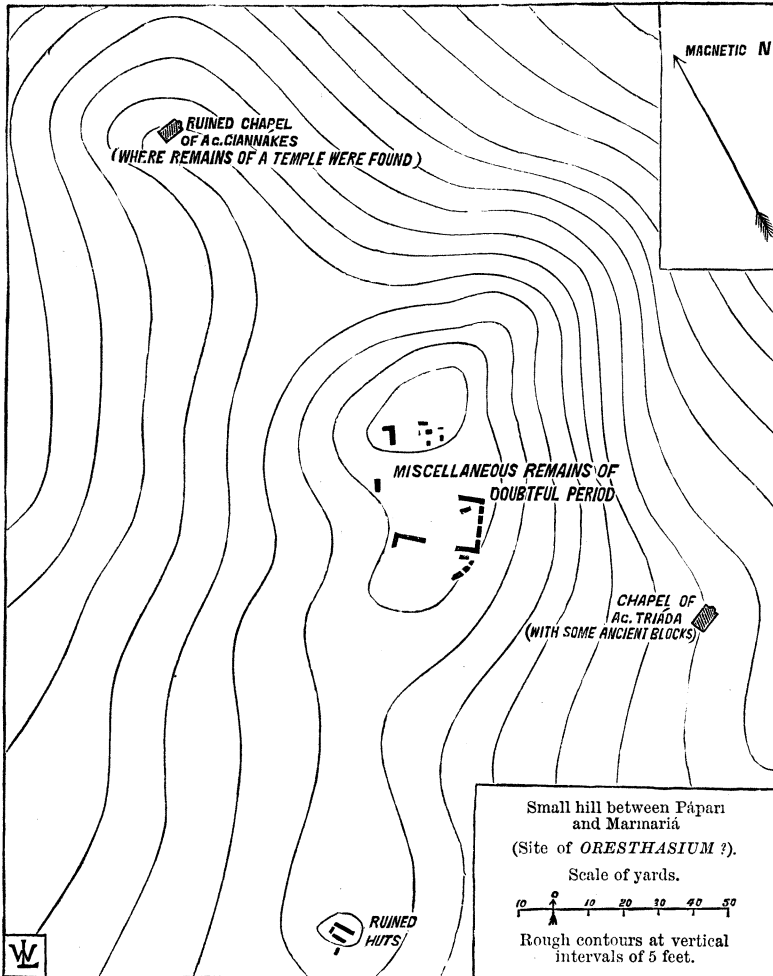 MAGNETIC N
RUINED CHAPEL
OF AG. GIANNAKES
(WHERE REMAINS OF A TEMPLE WERE FOUND)
MISCELLANEOUS REMAINS OF
DOUBTFUL PERIOD
CHAPEL OF
AG. TRIÁDA
(WITH SOME ANCIENT BLOCKS)
RUINED
HUTS
Small hill between Pápari
and Marmariá
(Site of ORESTHASIUM ?).
Scale of yards.
10 0 10 20 30 40 50
Rough contours at vertical
intervals of 5 feet.